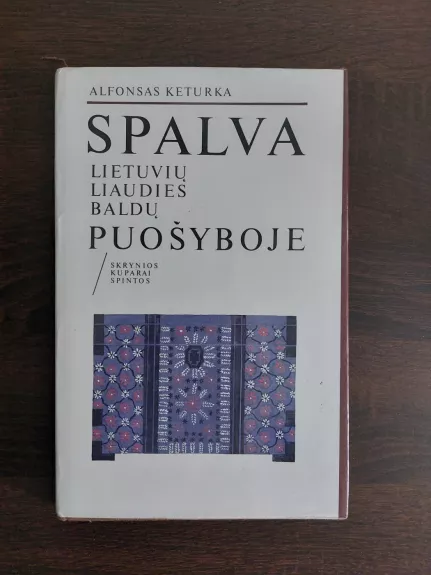 ALFONSAS KETURKA
SPALVA
LIETUVIŲ
LIAUDIES
BALDŲ
PUOŠYBOJE
SKRYNIOS
KUPARAI
SPINTOS